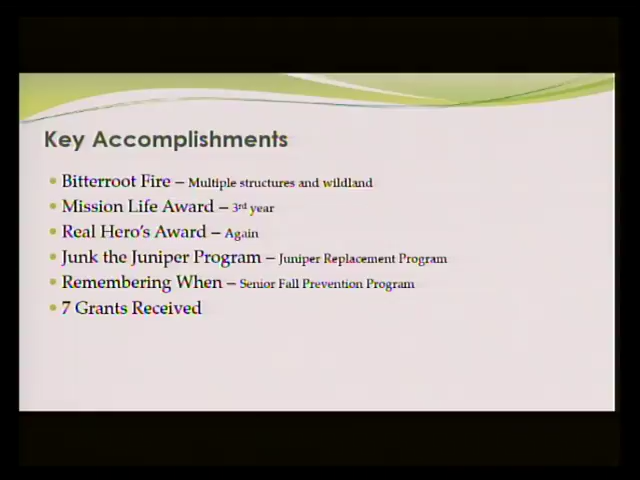 Key Accomplishments
Bitterroot Fire – Multiple structures and wildland
Mission Life Award – 3rd year
Real Hero's Award – Again
Junk the Juniper Program – Juniper Replacement Program
Remembering When – Senior Fall Prevention Program
7 Grants Received